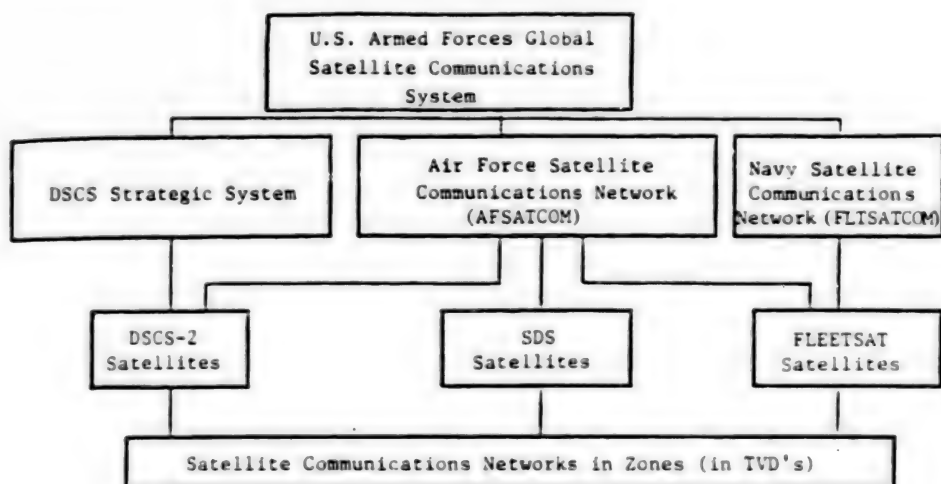 U.S. Armed Forces Global
Satellite Communications
System
DSCS Strategic System
Air Force Satellite
Communications Network
(AFSATCOM)
Navy Satellite
Communications
Network (FLTSATCOM)
DSCS-2
Satellites
SDS
Satellites
FLEETSAT
Satellites
Satellite Communications Networks in Zones (in TVD's)